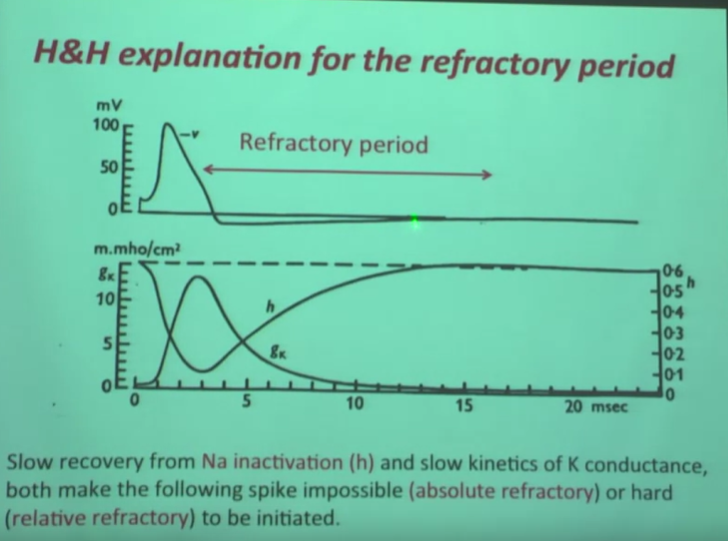 H&H explanation for the refractory period
mV
100
-v
50
Refractory period
0
m.mho/cm²
gK
0·6
h
10
0·5
h
0·4
5
0·3
gK
0·2
0·1
0
0
0
5
10
15
20 msec
Slow recovery from Na inactivation (h) and slow kinetics of K conductance,
both make the following spike impossible (absolute refractory) or hard
(relative refractory) to be initiated.